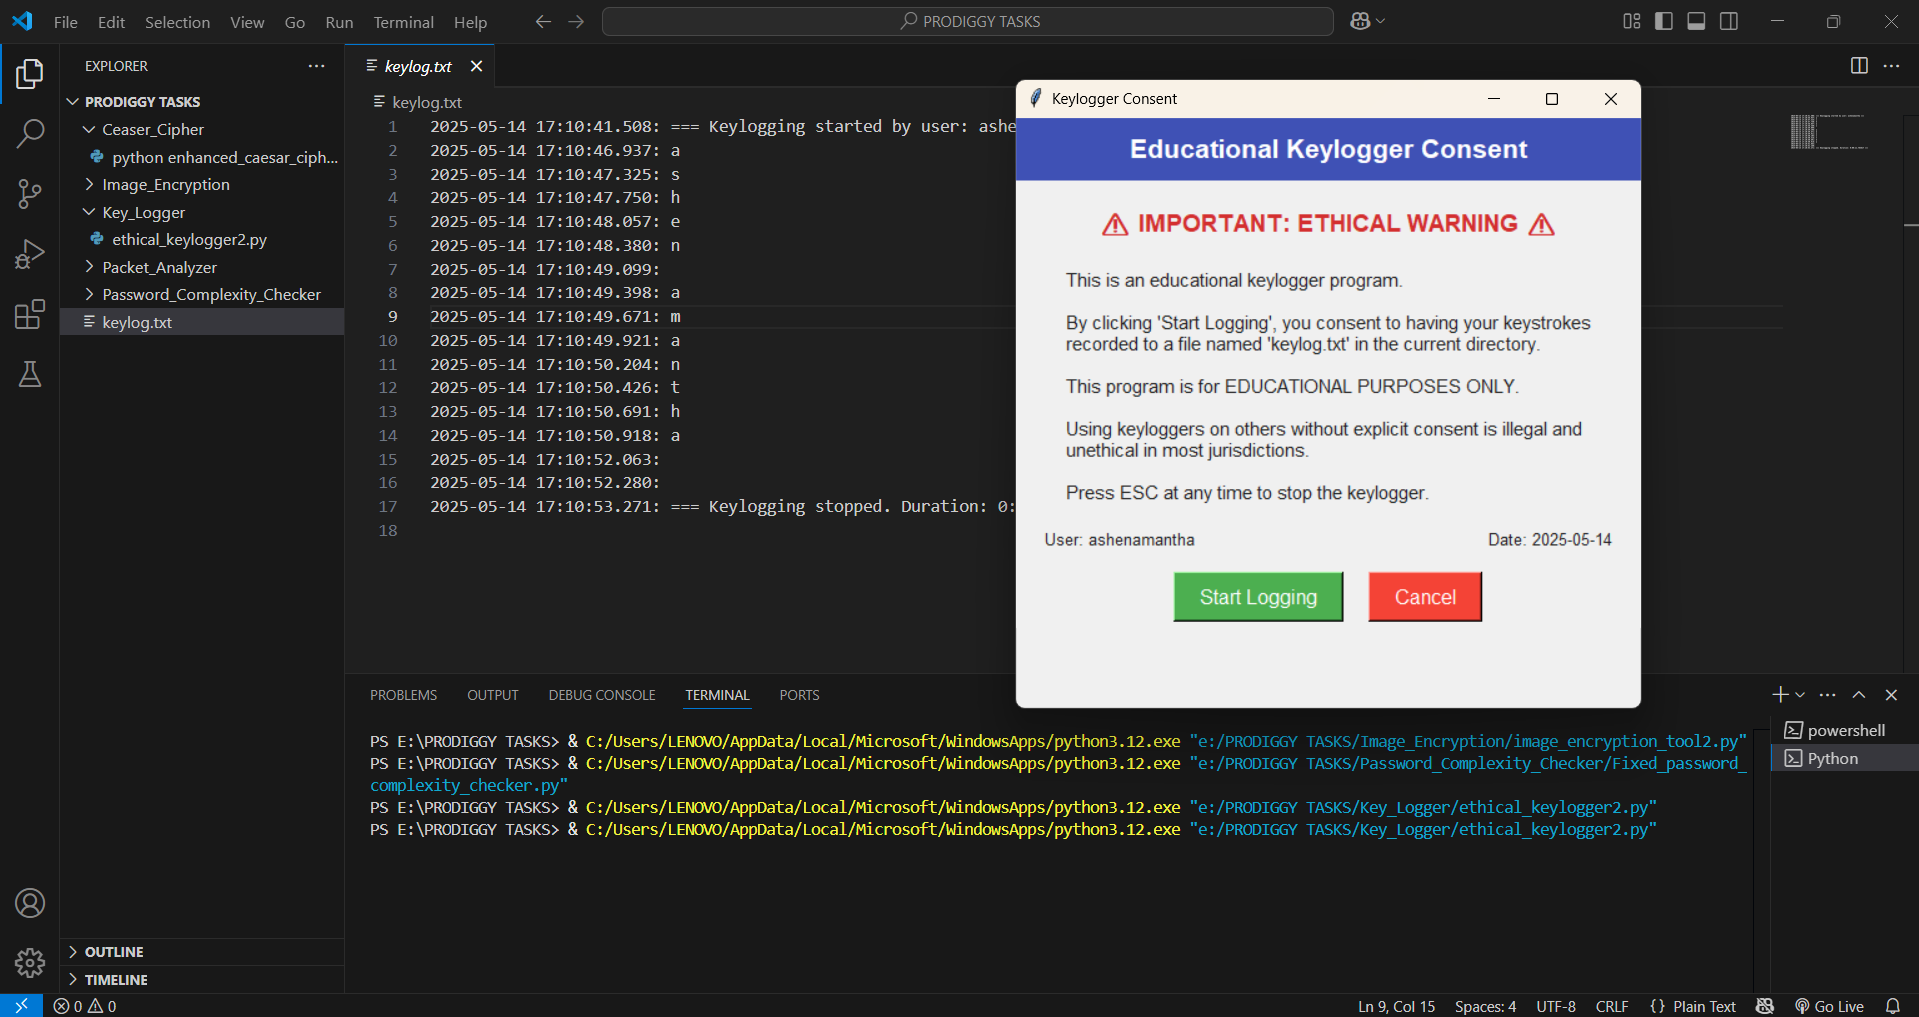 File Edit Selection View Go Run Terminal Help
PRODIGGY TASKS
EXPLORER
PRODIGGY TASKS
Ceaser_Cipher
python enhanced_caesar_ciph...
Image_Encryption
Key_Logger
ethical_keylogger2.py
Packet_Analyzer
Password_Complexity_Checker
keylog.txt
OUTLINE
TIMELINE
keylog.txt
keylog.txt
1 2025-05-14 17:10:41.508: === Keylogging started by user: ashe
2 2025-05-14 17:10:46.937: a
3 2025-05-14 17:10:47.325: s
4 2025-05-14 17:10:47.750: h
5 2025-05-14 17:10:48.057: e
6 2025-05-14 17:10:48.380: n
7 2025-05-14 17:10:49.099:
8 2025-05-14 17:10:49.398: a
9 2025-05-14 17:10:49.671: m
10 2025-05-14 17:10:49.921: a
11 2025-05-14 17:10:50.204: n
12 2025-05-14 17:10:50.426: t
13 2025-05-14 17:10:50.691: h
14 2025-05-14 17:10:50.918: a
15 2025-05-14 17:10:52.063:
16 2025-05-14 17:10:52.280:
17 2025-05-14 17:10:53.271: === Keylogging stopped. Duration: 0:
18
Keylogger Consent
Educational Keylogger Consent
⚠ IMPORTANT: ETHICAL WARNING ⚠
This is an educational keylogger program.
By clicking 'Start Logging', you consent to having your keystrokes
recorded to a file named 'keylog.txt' in the current directory.
This program is for EDUCATIONAL PURPOSES ONLY.
Using keyloggers on others without explicit consent is illegal and
unethical in most jurisdictions.
Press ESC at any time to stop the keylogger.
User: ashenamantha Date: 2025-05-14
Start Logging Cancel
PROBLEMS OUTPUT DEBUG CONSOLE TERMINAL PORTS
PS E:\PRODIGGY TASKS> & C:/Users/LENOVO/AppData/Local/Microsoft/WindowsApps/python3.12.exe "e:/PRODIGGY TASKS/Image_Encryption/image_encryption_tool2.py"
PS E:\PRODIGGY TASKS> & C:/Users/LENOVO/AppData/Local/Microsoft/WindowsApps/python3.12.exe "e:/PRODIGGY TASKS/Password_Complexity_Checker/Fixed_password_
complexity_checker.py"
PS E:\PRODIGGY TASKS> & C:/Users/LENOVO/AppData/Local/Microsoft/WindowsApps/python3.12.exe "e:/PRODIGGY TASKS/Key_Logger/ethical_keylogger2.py"
PS E:\PRODIGGY TASKS> & C:/Users/LENOVO/AppData/Local/Microsoft/WindowsApps/python3.12.exe "e:/PRODIGGY TASKS/Key_Logger/ethical_keylogger2.py"
powershell
Python
0 0 Ln 9, Col 15 Spaces: 4 UTF-8 CRLF {} Plain Text Go Live